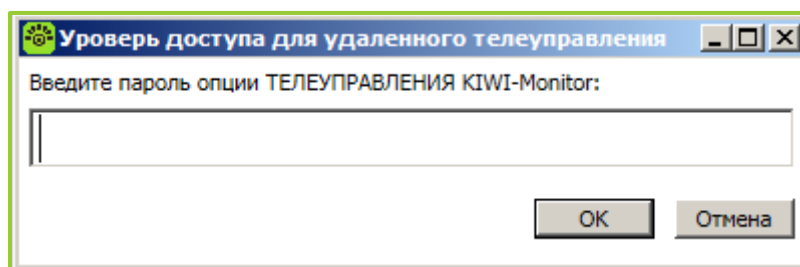 Уроверь доступа для удаленного телеуправления
Введите пароль опции ТЕЛЕУПРАВЛЕНИЯ KIWI-Monitor:
OK Отмена